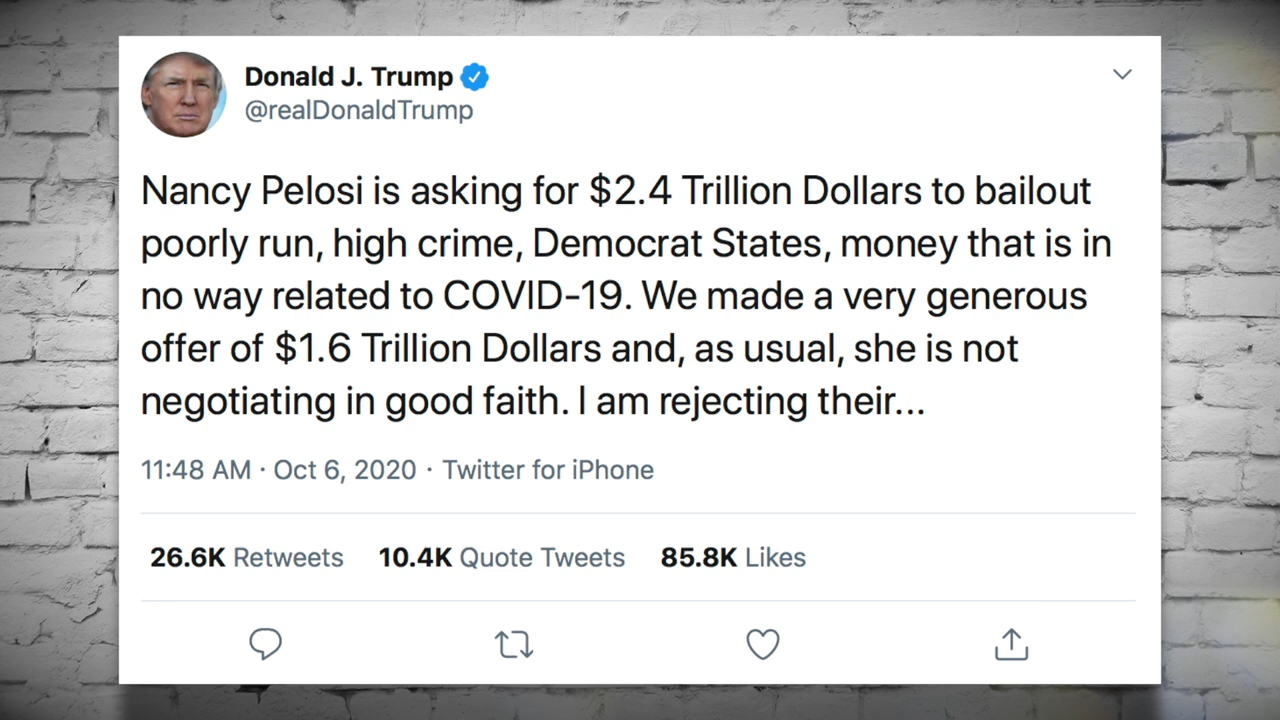 Donald J. Trump
@realDonaldTrump
Nancy Pelosi is asking for $2.4 Trillion Dollars to bailout
poorly run, high crime, Democrat States, money that is in
no way related to COVID-19. We made a very generous
offer of $1.6 Trillion Dollars and, as usual, she is not
negotiating in good faith. I am rejecting their...
11:48 AM · Oct 6, 2020 · Twitter for iPhone
26.6K Retweets 10.4K Quote Tweets 85.8K Likes